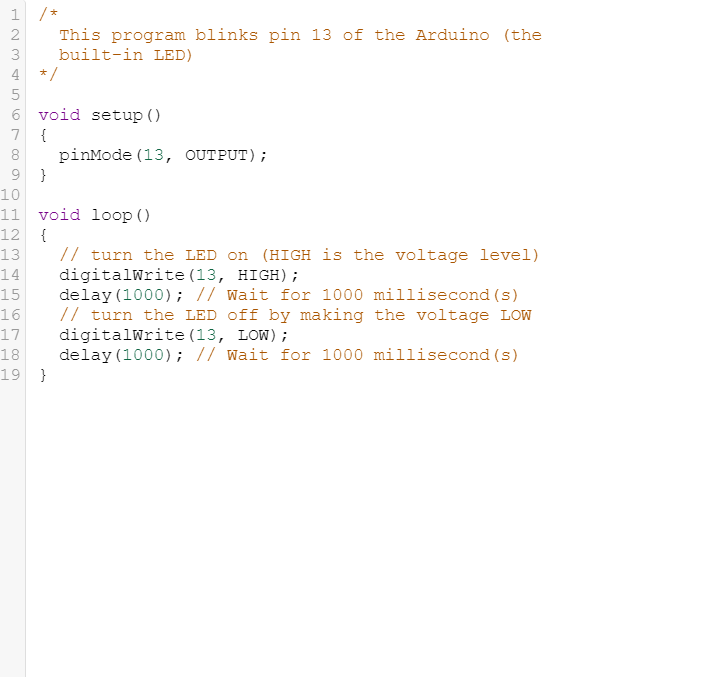 1 /*
2   This program blinks pin 13 of the Arduino (the
3   built-in LED)
4 */
5
6 void setup()
7 {
8   pinMode(13, OUTPUT);
9 }
10
11 void loop()
12 {
13   // turn the LED on (HIGH is the voltage level)
14   digitalWrite(13, HIGH);
15   delay(1000); // Wait for 1000 millisecond(s)
16   // turn the LED off by making the voltage LOW
17   digitalWrite(13, LOW);
18   delay(1000); // Wait for 1000 millisecond(s)
19 }